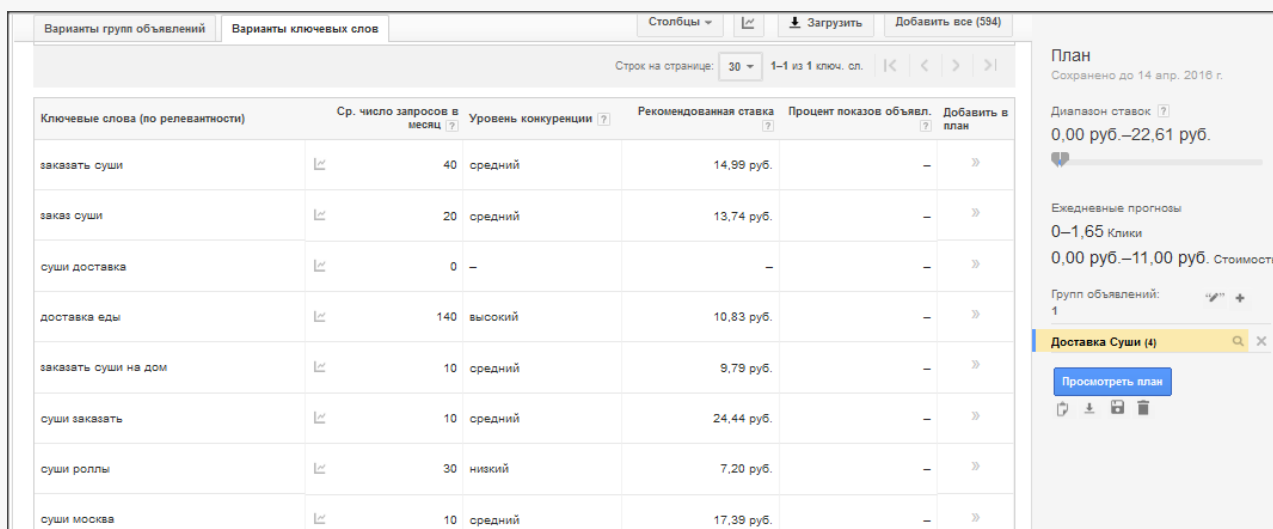 Варианты групп объявлений Варианты ключевых слов Столбцы Загрузить Добавить все (594)
Строк на странице: 30 1–1 из 1 ключ. сл.
Ключевые слова (по релевантности) Ср. число запросов в месяц ? Уровень конкуренции ? Рекомендованная ставка ? Процент показов объявл. ? Добавить в план
заказать суши 40 средний 14,99 руб. –
заказ суши 20 средний 13,74 руб. –
суши доставка 0 – – –
доставка еды 140 высокий 10,83 руб. –
заказать суши на дом 10 средний 9,79 руб. –
суши заказать 10 средний 24,44 руб. –
суши роллы 30 низкий 7,20 руб. –
суши москва 10 средний 17,39 руб. –
План
Сохранено до 14 апр. 2016 г.
Диапазон ставок ?
0,00 руб.–22,61 руб.
Ежедневные прогнозы
0–1,65 Клики
0,00 руб.–11,00 руб. Стоимость
Групп объявлений:
1
Доставка Суши (4)
Просмотреть план